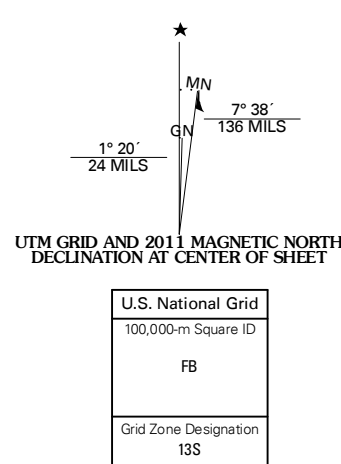 ★
MN
GN
7° 38´
136 MILS
1° 20´
24 MILS
UTM GRID AND 2011 MAGNETIC NORTH
DECLINATION AT CENTER OF SHEET
U.S. National Grid
100,000-m Square ID
FB
Grid Zone Designation
13S